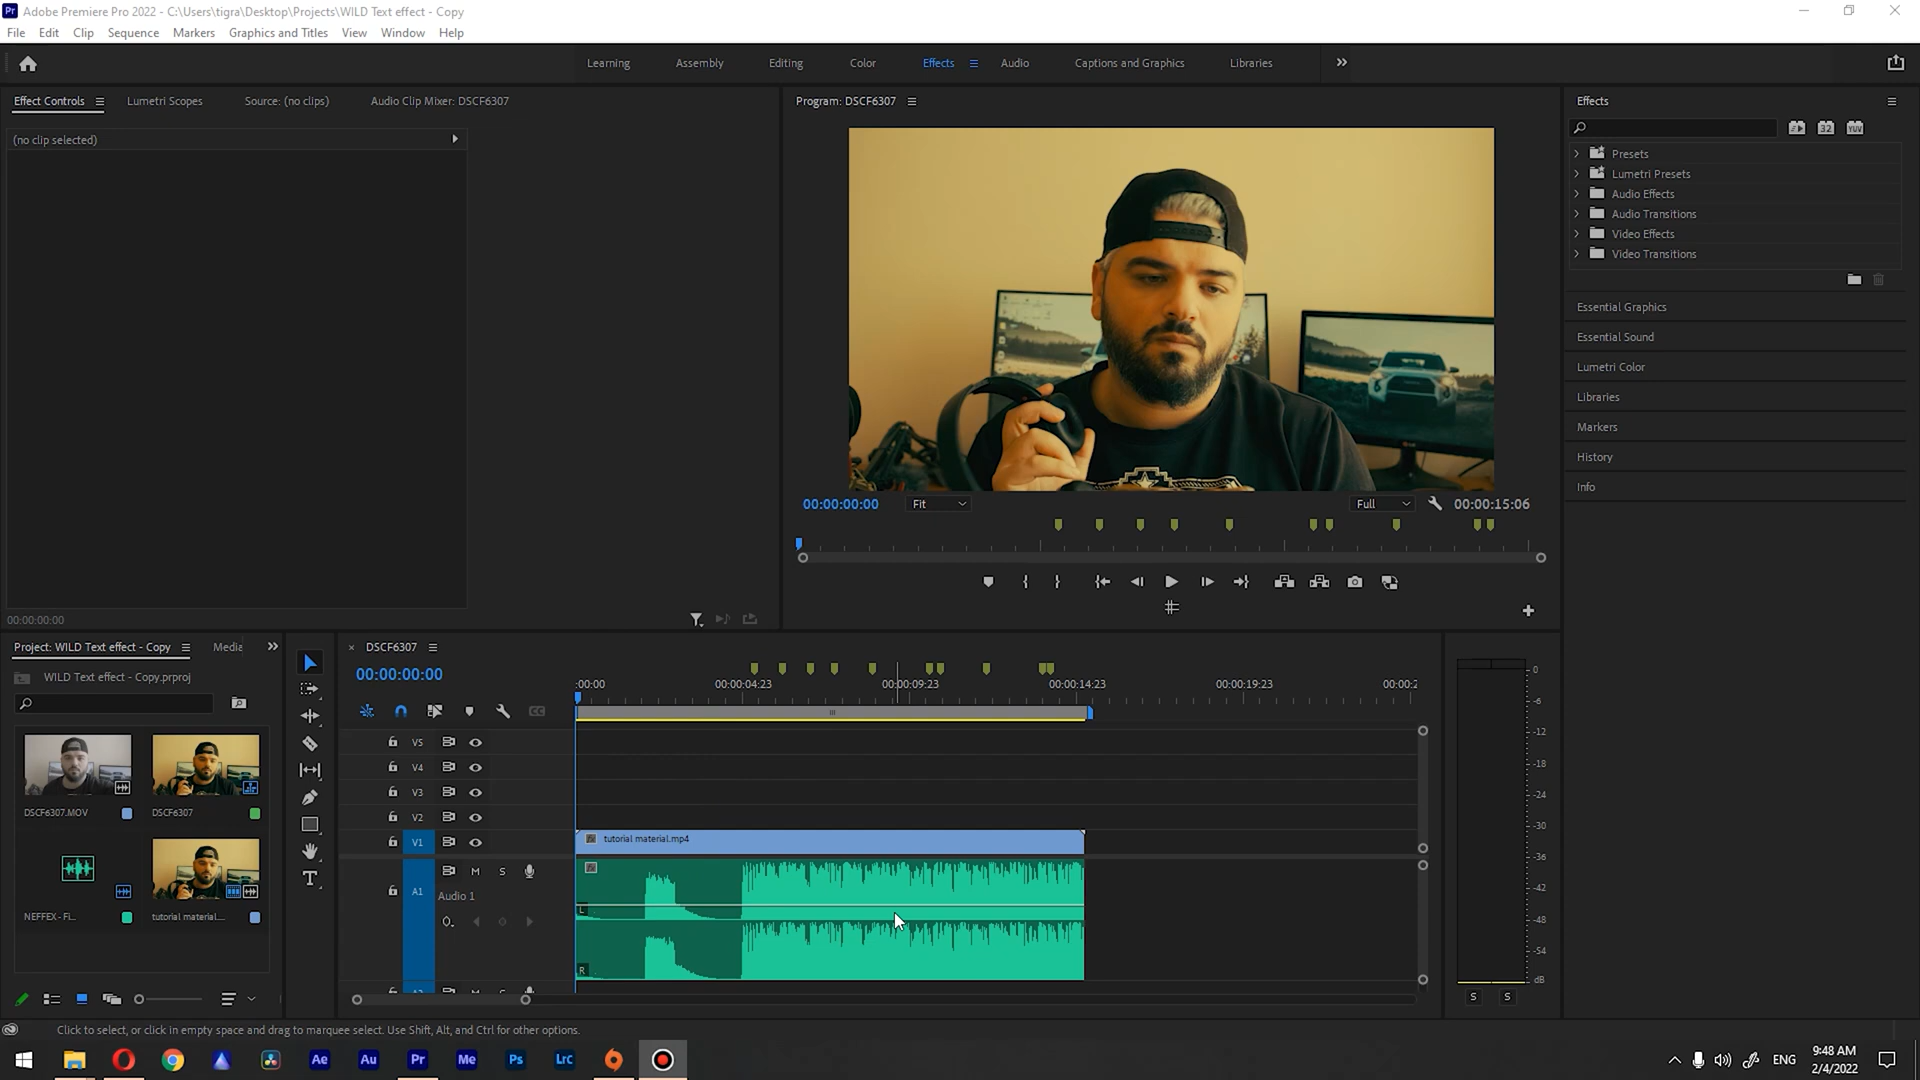 Adobe Premiere Pro 2022 - C:\Users\tigra\Desktop\Projects\WILD Text effect - Copy
File Edit Clip Sequence Markers Graphics and Titles View Window Help
Learning Assembly Editing Color Effects Audio Captions and Graphics Libraries
Effect Controls Lumetri Scopes Source: (no clips) Audio Clip Mixer: DSCF6307
(no clip selected)
00:00:00:00
Program: DSCF6307
00:00:00:00 Fit Full 00:00:15:06
Effects
32 YUV
Presets
Lumetri Presets
Audio Effects
Audio Transitions
Video Effects
Video Transitions
Essential Graphics
Essential Sound
Lumetri Color
Libraries
Markers
History
Info
Project: WILD Text effect - Copy Media
WILD Text effect - Copy.prproj
DSCF6307.MOV DSCF6307
NEFFEX - Fi... tutorial material....
DSCF6307
00:00:00:00
:00:00 00:00:04:23 00:00:09:23 00:00:14:23 00:00:19:23 00:00:2
V5
V4
V3
V2
V1 tutorial material.mp4
M S
A1 Audio 1
L
R
M S
0
-6
-12
-18
-24
-30
-36
-42
-48
-54
dB
S S
Click to select, or click in empty space and drag to marquee select. Use Shift, Alt, and Ctrl for other options.
Ae Au Pr Me Ps Lrc
ENG
9:48 AM
2/4/2022